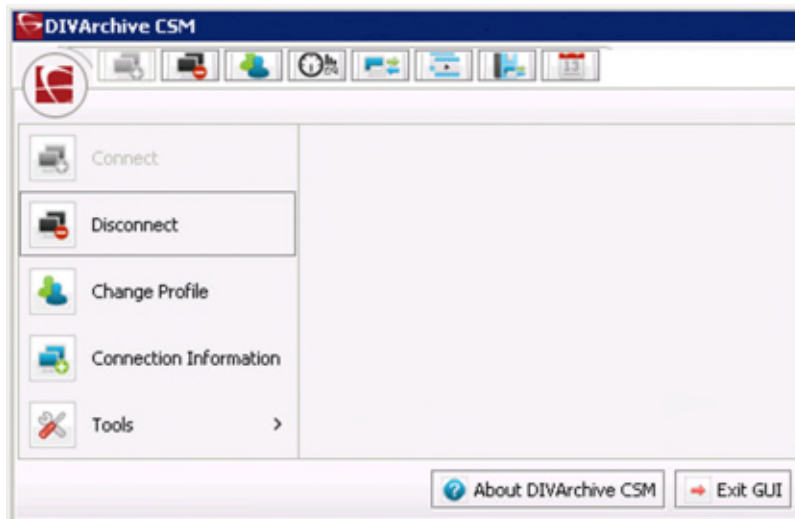 DIVArchive CSM
Connect
Disconnect
Change Profile
Connection Information
Tools
About DIVArchive CSM
Exit GUI